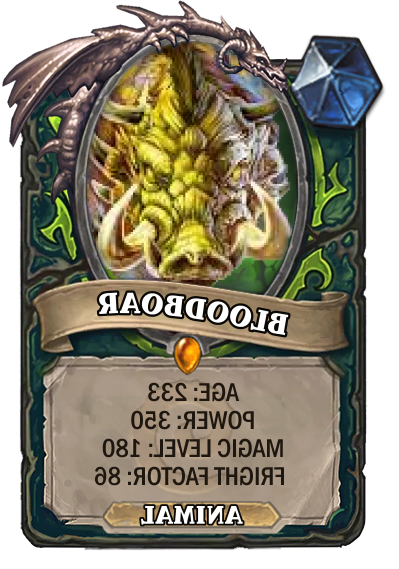 BLOODBOAR
AGE: 233
POWER: 350
MAGIC LEVEL: 180
FRIGHT FACTOR: 86
ANIMAL